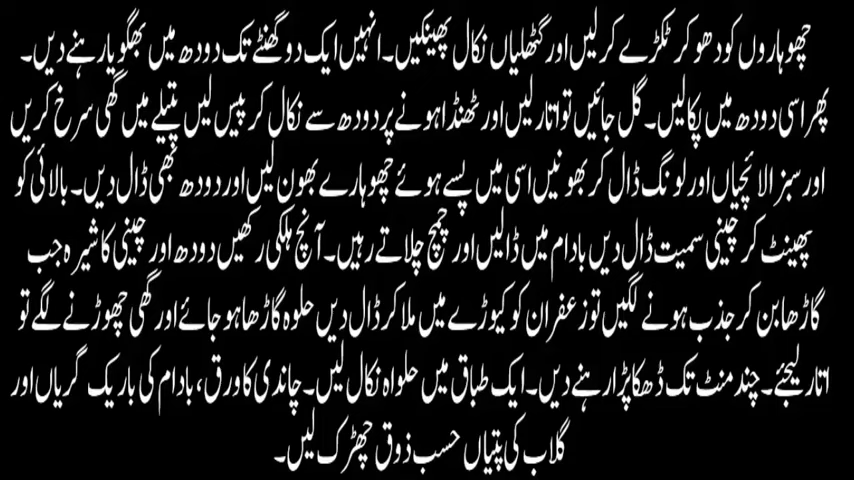 چھوہاروں کو دھو کر ٹکڑے کر لیں اور گٹھلیاں نکال پھینکیں۔ انہیں ایک دو گھنٹے تک دودھ میں بھگویا رہنے دیں۔
پھر اسی دودھ میں پکا لیں۔ گل جائیں تو اتار لیں اور ٹھنڈا ہونے پر دودھ سے نکال کر پیس لیں پتیلے میں گھی سرخ کریں
اور سبز الائچیاں اور لونگ ڈال کر بھونیں اسی میں پسے ہوئے چھوہارے بھون لیں اور دودھ بھی ڈال دیں۔ بالائی کو
پھینٹ کر چینی سمیت ڈال دیں بادام میں ڈالیں اور چمچ چلاتے رہیں۔ آنچ ہلکی رکھیں دودھ اور چینی کا شیرہ جب
گاڑھا بن کر جذب ہونے لگیں تو زعفران کو کیوڑے میں ملا کر ڈال دیں حلوہ گاڑھا ہو جائے اور گھی چھوڑنے لگے تو
اتار لیجئے۔ چند منٹ تک ڈھکا پڑا رہنے دیں۔ ایک طباق میں حلواہ نکال لیں۔ چاندی کا ورق، بادام کی باریک گریاں اور
گلاب کی پتیاں حسب ذوق چھڑک لیں۔